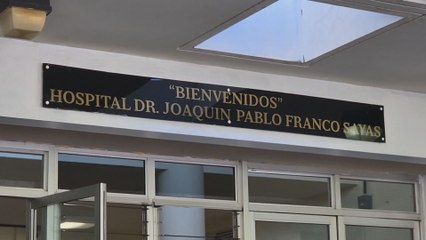 “BIENVENIDOS”
HOSPITAL DR. JOAQUIN PABLO FRANCO SAYAS